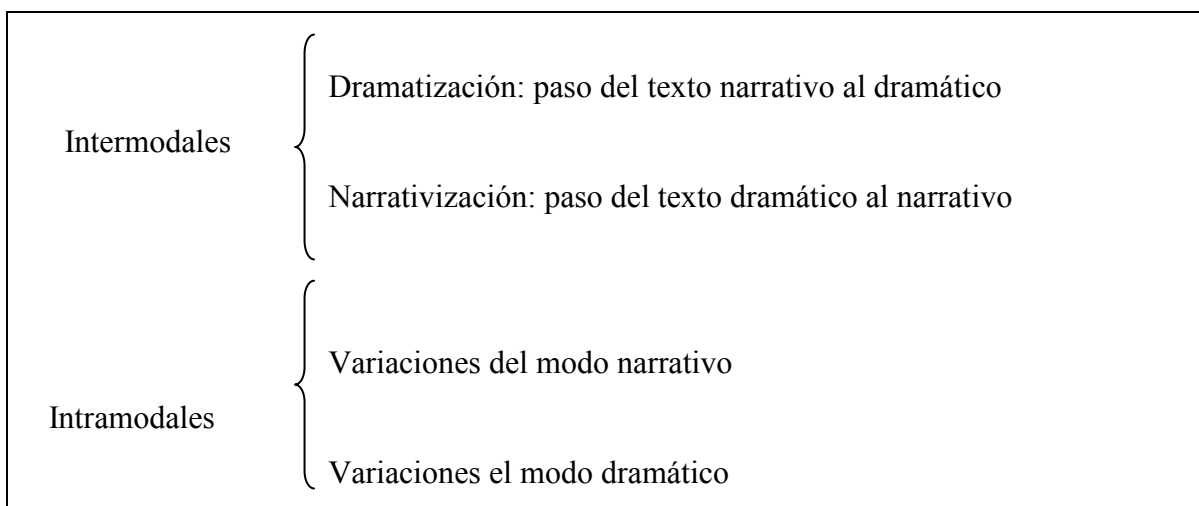 Dramatización: paso del texto narrativo al dramático
Intermodales
Narrativización: paso del texto dramático al narrativo
Variaciones del modo narrativo
Intramodales
Variaciones el modo dramático